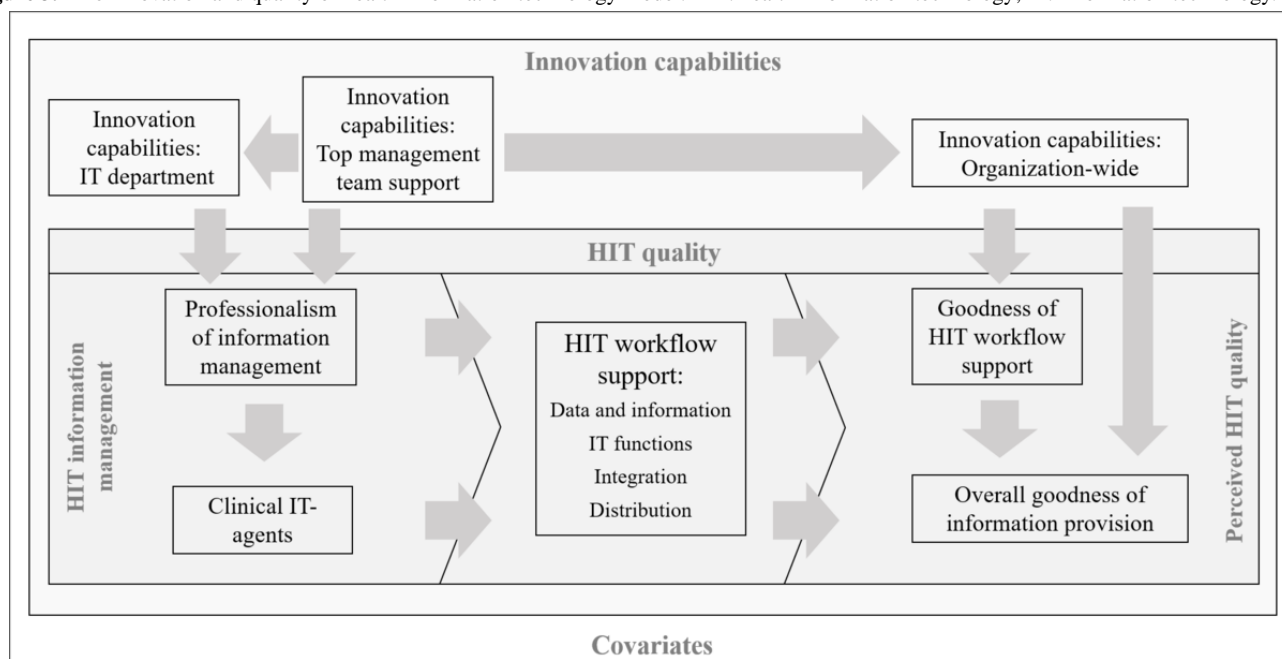 Innovation capabilities
Innovation
capabilities:
IT department
Innovation
capabilities:
Top management
team support
Innovation capabilities:
Organization-wide
HIT quality
HIT information
management
Professionalism
of information
management
Clinical IT-
agents
HIT workflow
support:
Data and information
IT functions
Integration
Distribution
Goodness of
HIT workflow
support
Overall goodness of
information provision
Perceived HIT quality
Covariates